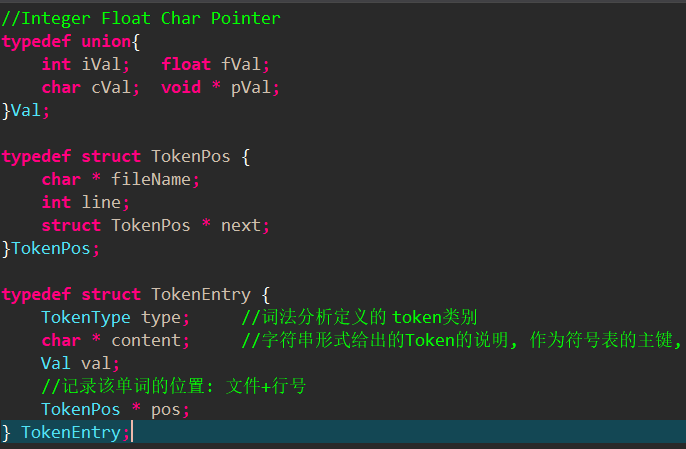 //Integer Float Char Pointer
typedef union{
    int iVal;   float fVal;
    char cVal;  void * pVal;
}Val;

typedef struct TokenPos {
    char * fileName;
    int line;
    struct TokenPos * next;
}TokenPos;

typedef struct TokenEntry {
    TokenType type;     //词法分析定义的 token类别
    char * content;     //字符串形式给出的Token的说明, 作为符号表的主键,
    Val val;
    //记录该单词的位置: 文件+行号
    TokenPos * pos;
} TokenEntry;